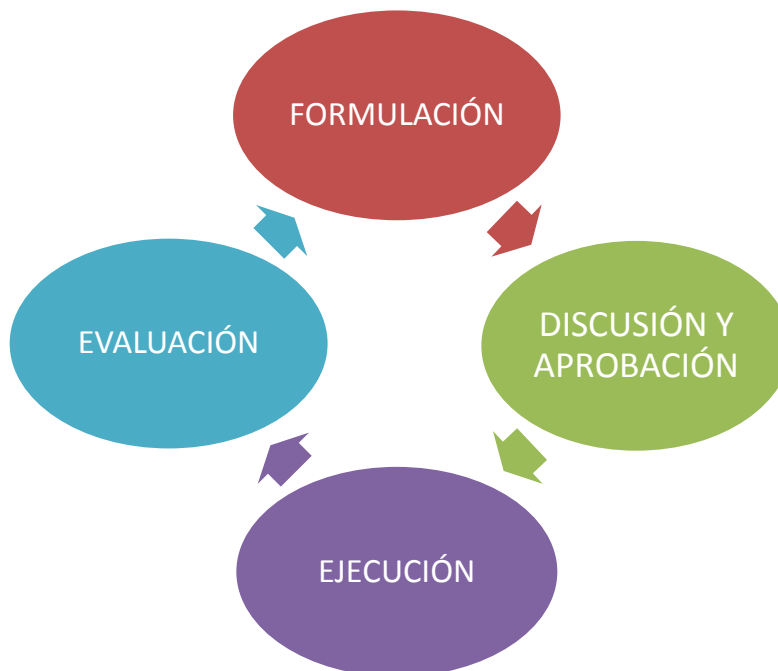 FORMULACIÓN
DISCUSIÓN Y
APROBACIÓN
EJECUCIÓN
EVALUACIÓN